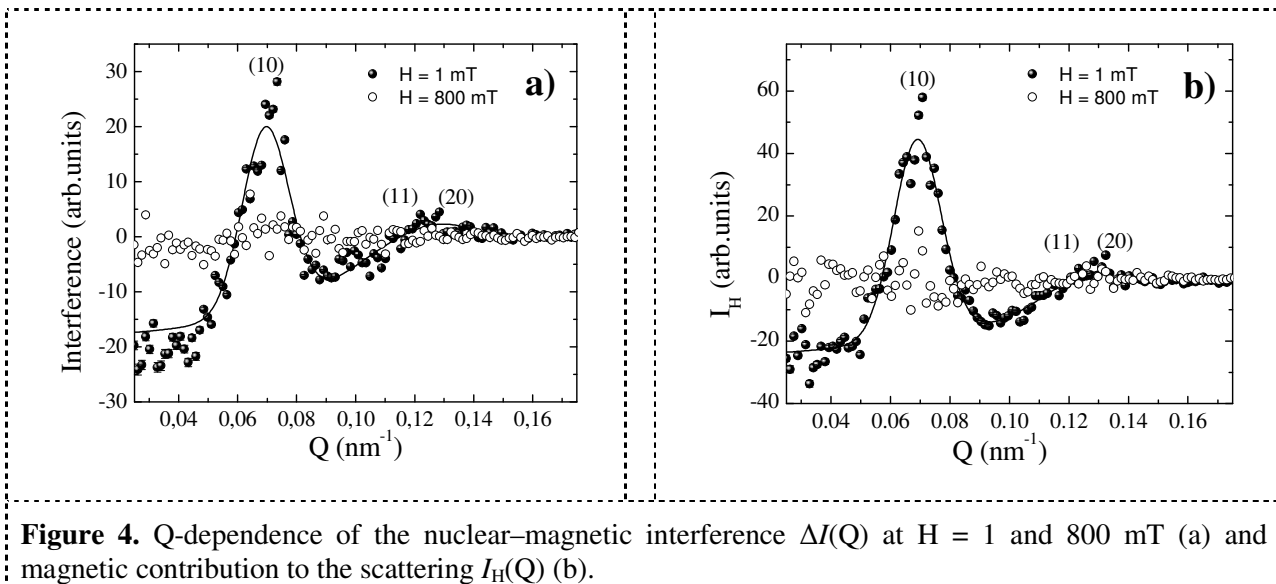 a)
(10)
H = 1 mT
H = 800 mT
(11)
(20)
30
20
10
0
-10
-20
-30
0,04
0,06
0,08
0,10
0,12
0,14
0,16
Interference (arb.units)
Q (nm⁻¹)
b)
(10)
H = 1 mT
H = 800 mT
(11)
(20)
60
40
20
0
-20
-40
0.04
0.06
0.08
0.10
0.12
0.14
0.16
I_H (arb.units)
Q (nm⁻¹)
Figure 4. Q-dependence of the nuclear–magnetic interference ΔI(Q) at H = 1 and 800 mT (a) and
magnetic contribution to the scattering I_H(Q) (b).